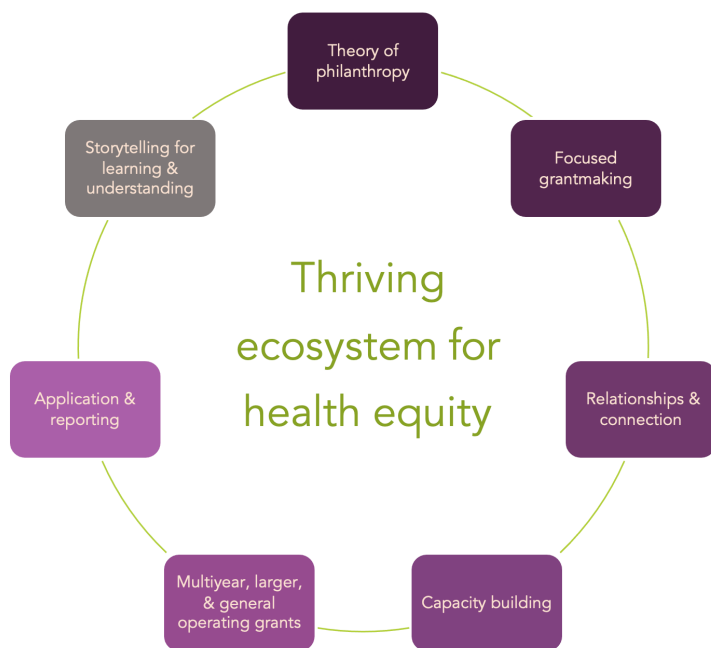 Theory of
philanthropy
Focused
grantmaking
Relationships &
connection
Capacity building
Multiyear, larger,
& general
operating grants
Application &
reporting
Storytelling for
learning &
understanding
Thriving
ecosystem for
health equity